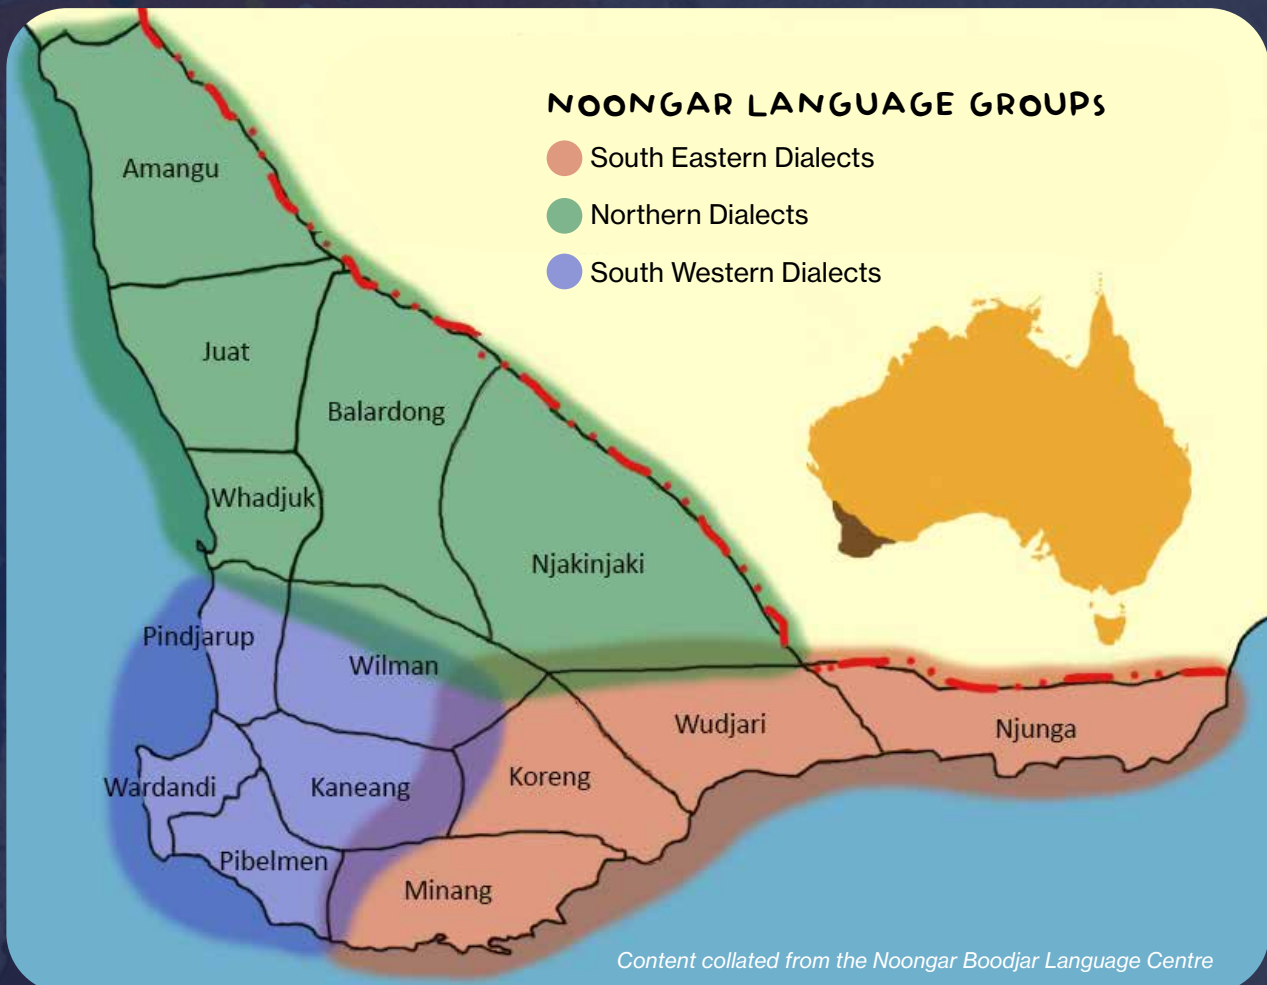 NOONGAR LANGUAGE GROUPS
South Eastern Dialects
Northern Dialects
South Western Dialects
Amangu
Juat
Balardong
Whadjuk
Njakinjaki
Pindjarup
Wilman
Wudjari
Njunga
Wardandi
Kaneang
Koreng
Pibelmen
Minang
Content collated from the Noongar Boodjar Language Centre